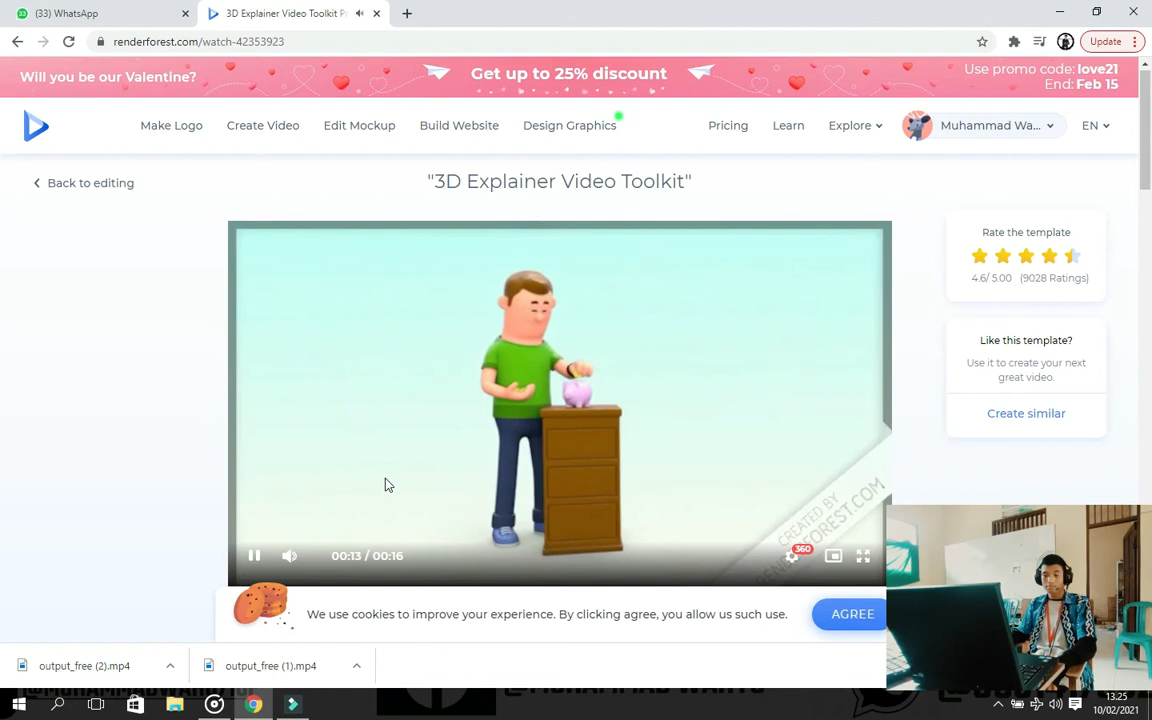 (33) WhatsApp
3D Explainer Video Toolkit P
renderforest.com/watch-42353923
Update
Will you be our Valentine?
Get up to 25% discount
Use promo code: love21
End: Feb 15
Make Logo
Create Video
Edit Mockup
Build Website
Design Graphics
Pricing
Learn
Explore
Muhammad Wa...
EN
Back to editing
"3D Explainer Video Toolkit"
Rate the template
4.6/ 5.00 (9028 Ratings)
Like this template?
Use it to create your next
great video.
Create similar
CREATED BY
RENDERFOREST.COM
00:13 / 00:16
360
We use cookies to improve your experience. By clicking agree, you allow us such use.
AGREE
output_free (2).mp4
output_free (1).mp4
13.25
10/02/2021